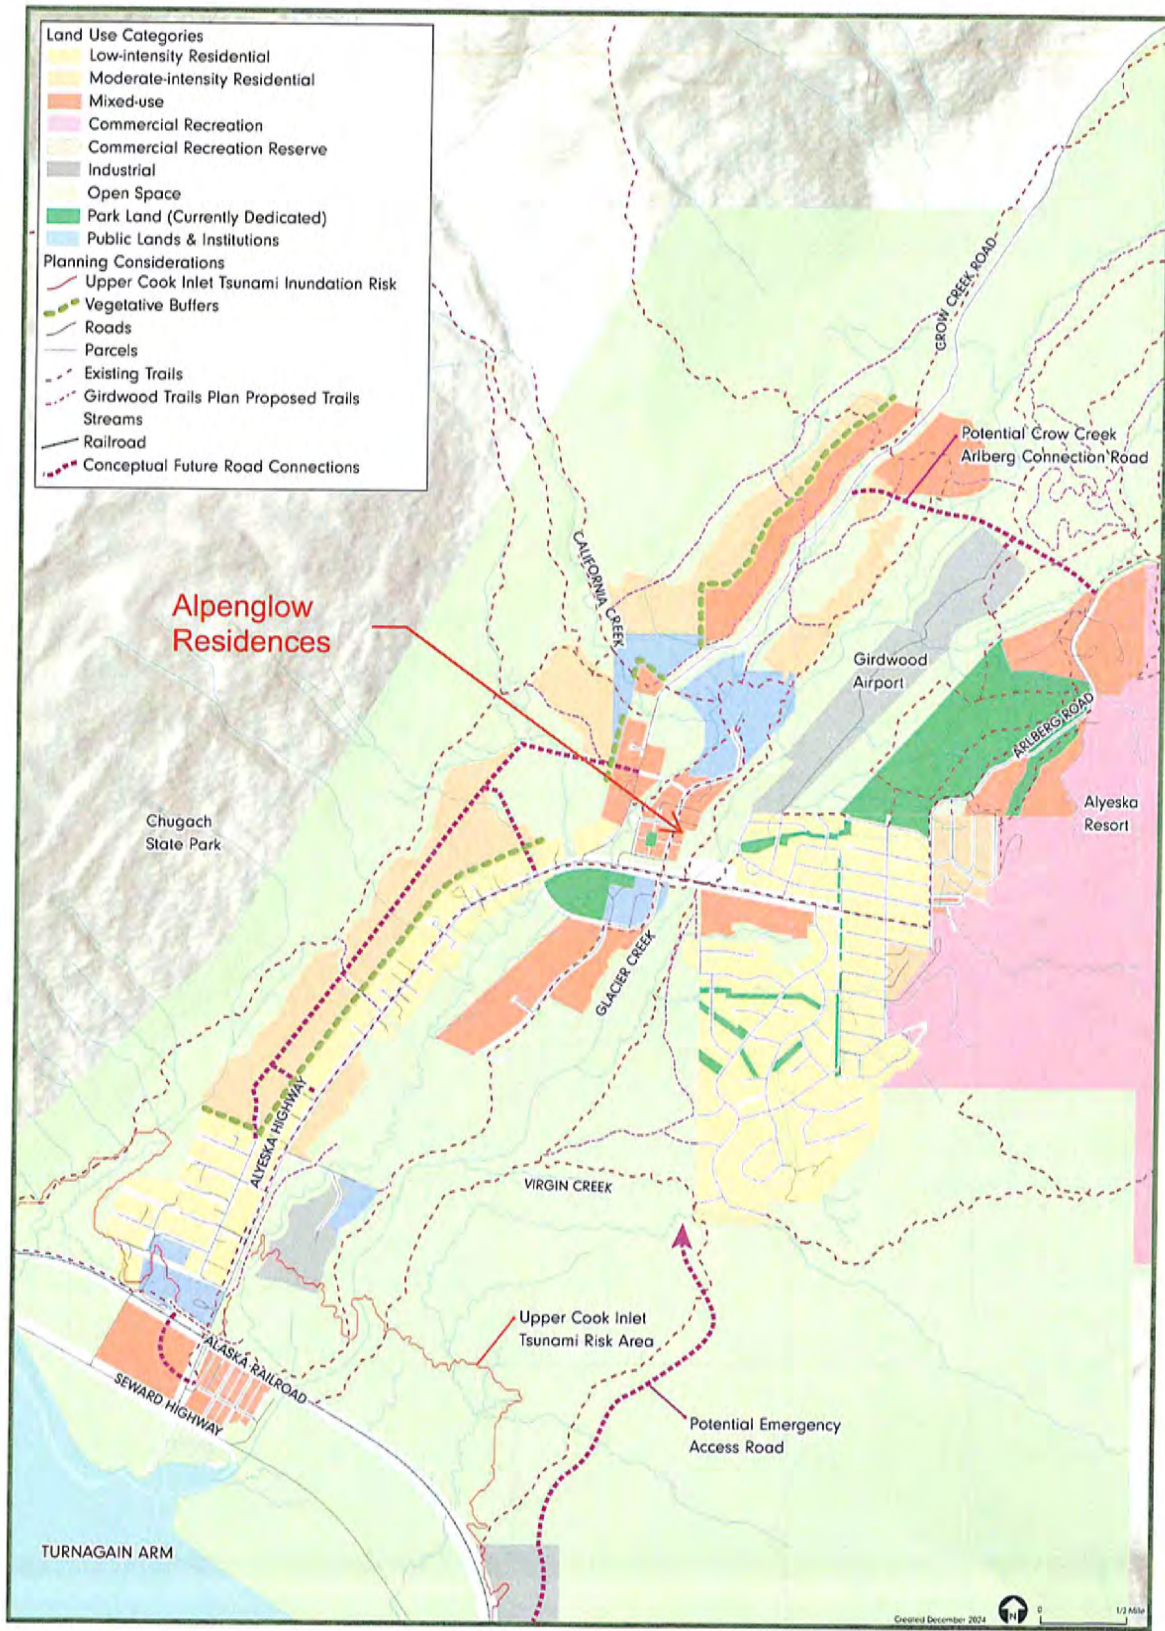 Land Use Categories
Low-intensity Residential
Moderate-intensity Residential
Mixed-use
Commercial Recreation
Commercial Recreation Reserve
Industrial
Open Space
Park Land (Currently Dedicated)
Public Lands & Institutions
Planning Considerations
Upper Cook Inlet Tsunami Inundation Risk
Vegetative Buffers
Roads
Parcels
Existing Trails
Girdwood Trails Plan Proposed Trails
Streams
Railroad
Conceptual Future Road Connections
CROW CREEK ROAD
Potential Crow Creek
Arlberg Connection Road
CALIFORNIA CREEK
Alpenglow
Residences
Girdwood
Airport
ARLBERG ROAD
Chugach
State Park
Alyeska
Resort
GLACIER CREEK
ALYESKA HIGHWAY
VIRGIN CREEK
Upper Cook Inlet
Tsunami Risk Area
ALASKA RAILROAD
SEWARD HIGHWAY
Potential Emergency
Access Road
TURNAGAIN ARM
Created December 2024
N
0
1/2 Mile